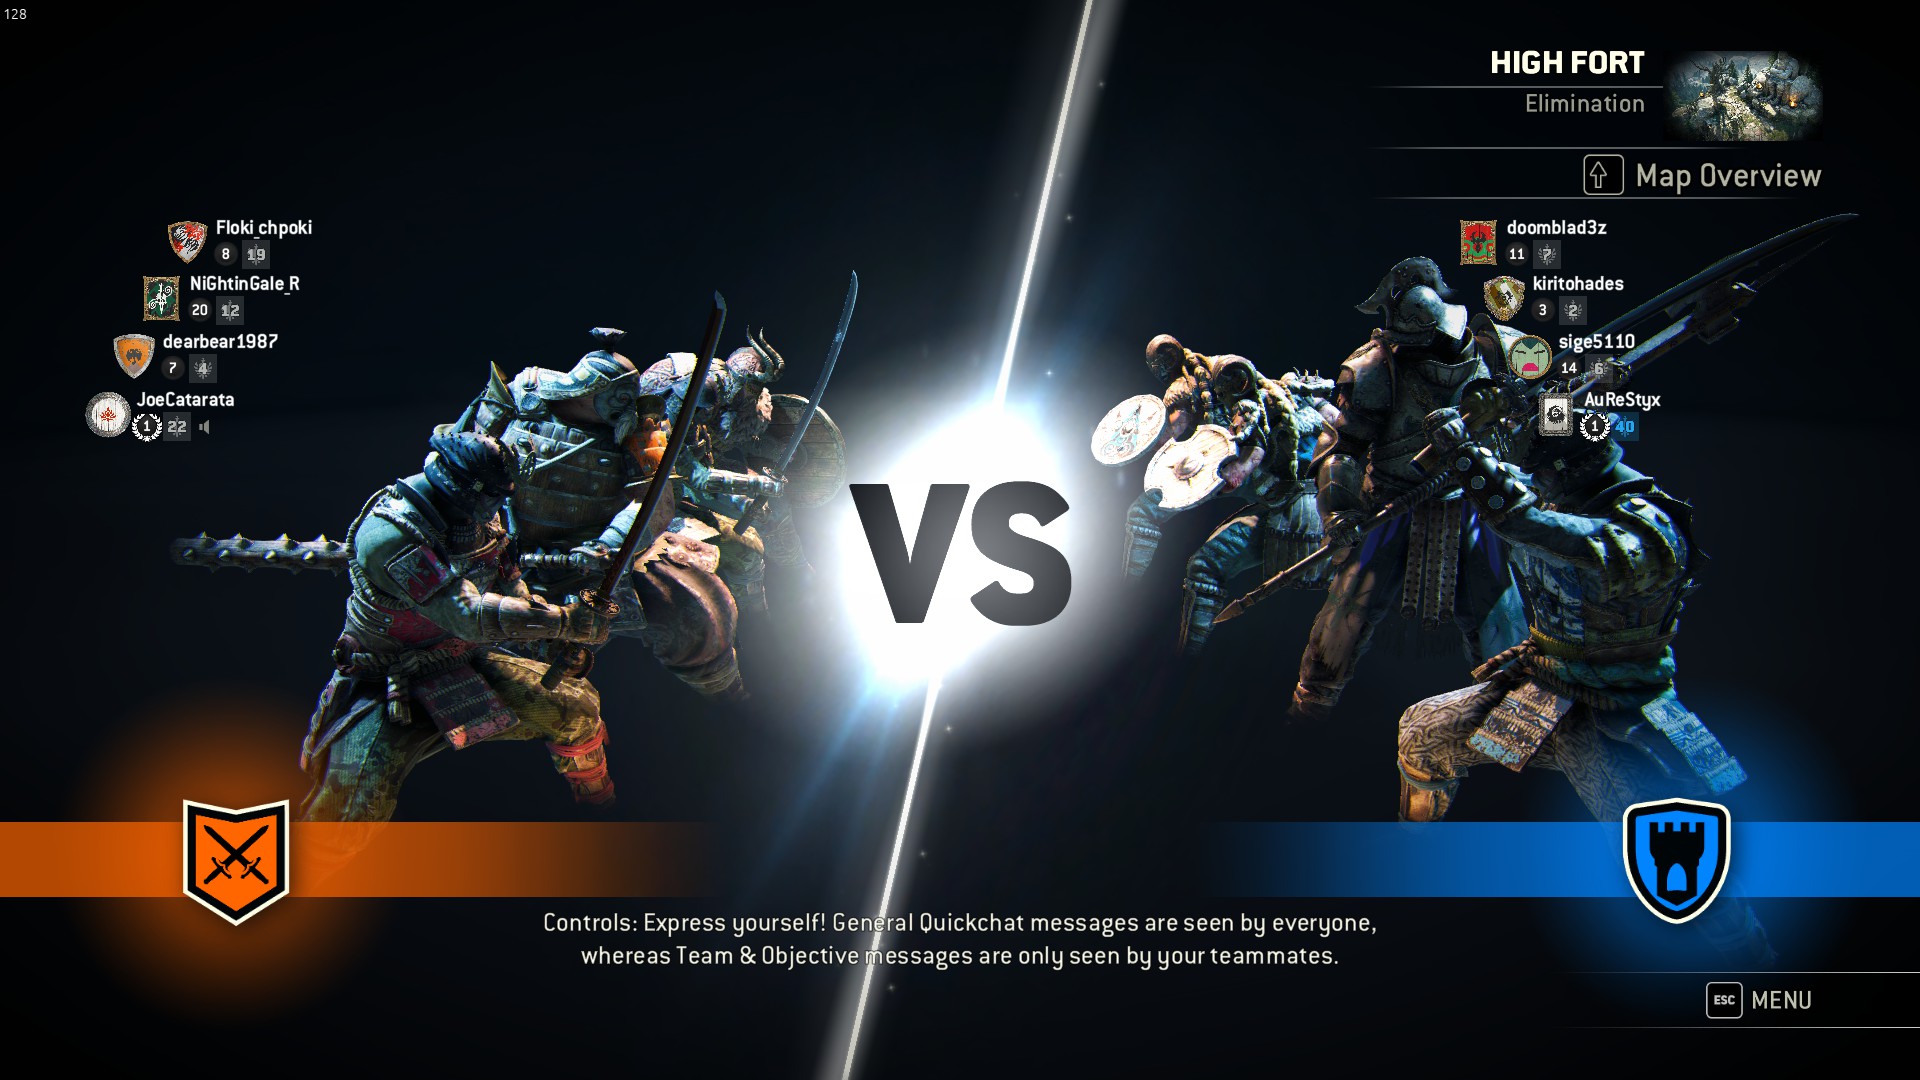 128
HIGH FORT
Elimination
Map Overview
Floki_chpoki
8 19
NiGhtinGale_R
20 12
dearbear1987
7 4
JoeCatarata
1 22
doomblad3z
11 7
kiritohades
3 2
sige5110
14 6
AuReStyx
1 40
VS
Controls: Express yourself! General Quickchat messages are seen by everyone,
whereas Team & Objective messages are only seen by your teammates.
ESC MENU